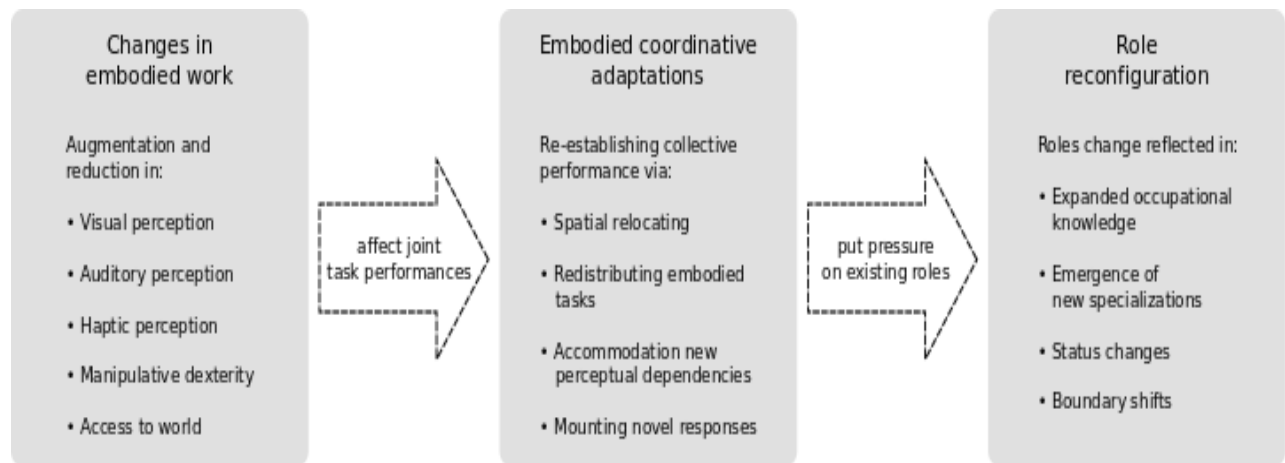 Changes in
embodied work
Augmentation and
reduction in:
• Visual perception
• Auditory perception
• Haptic perception
• Manipulative dexterity
• Access to world
affect joint
task performances
Embodied coordinative
adaptations
Re-establishing collective
performance via:
• Spatial relocating
• Redistributing embodied
tasks
• Accommodation new
perceptual dependencies
• Mounting novel responses
put pressure
on existing roles
Role
reconfiguration
Roles change reflected in:
• Expanded occupational
knowledge
• Emergence of
new specializations
• Status changes
• Boundary shifts